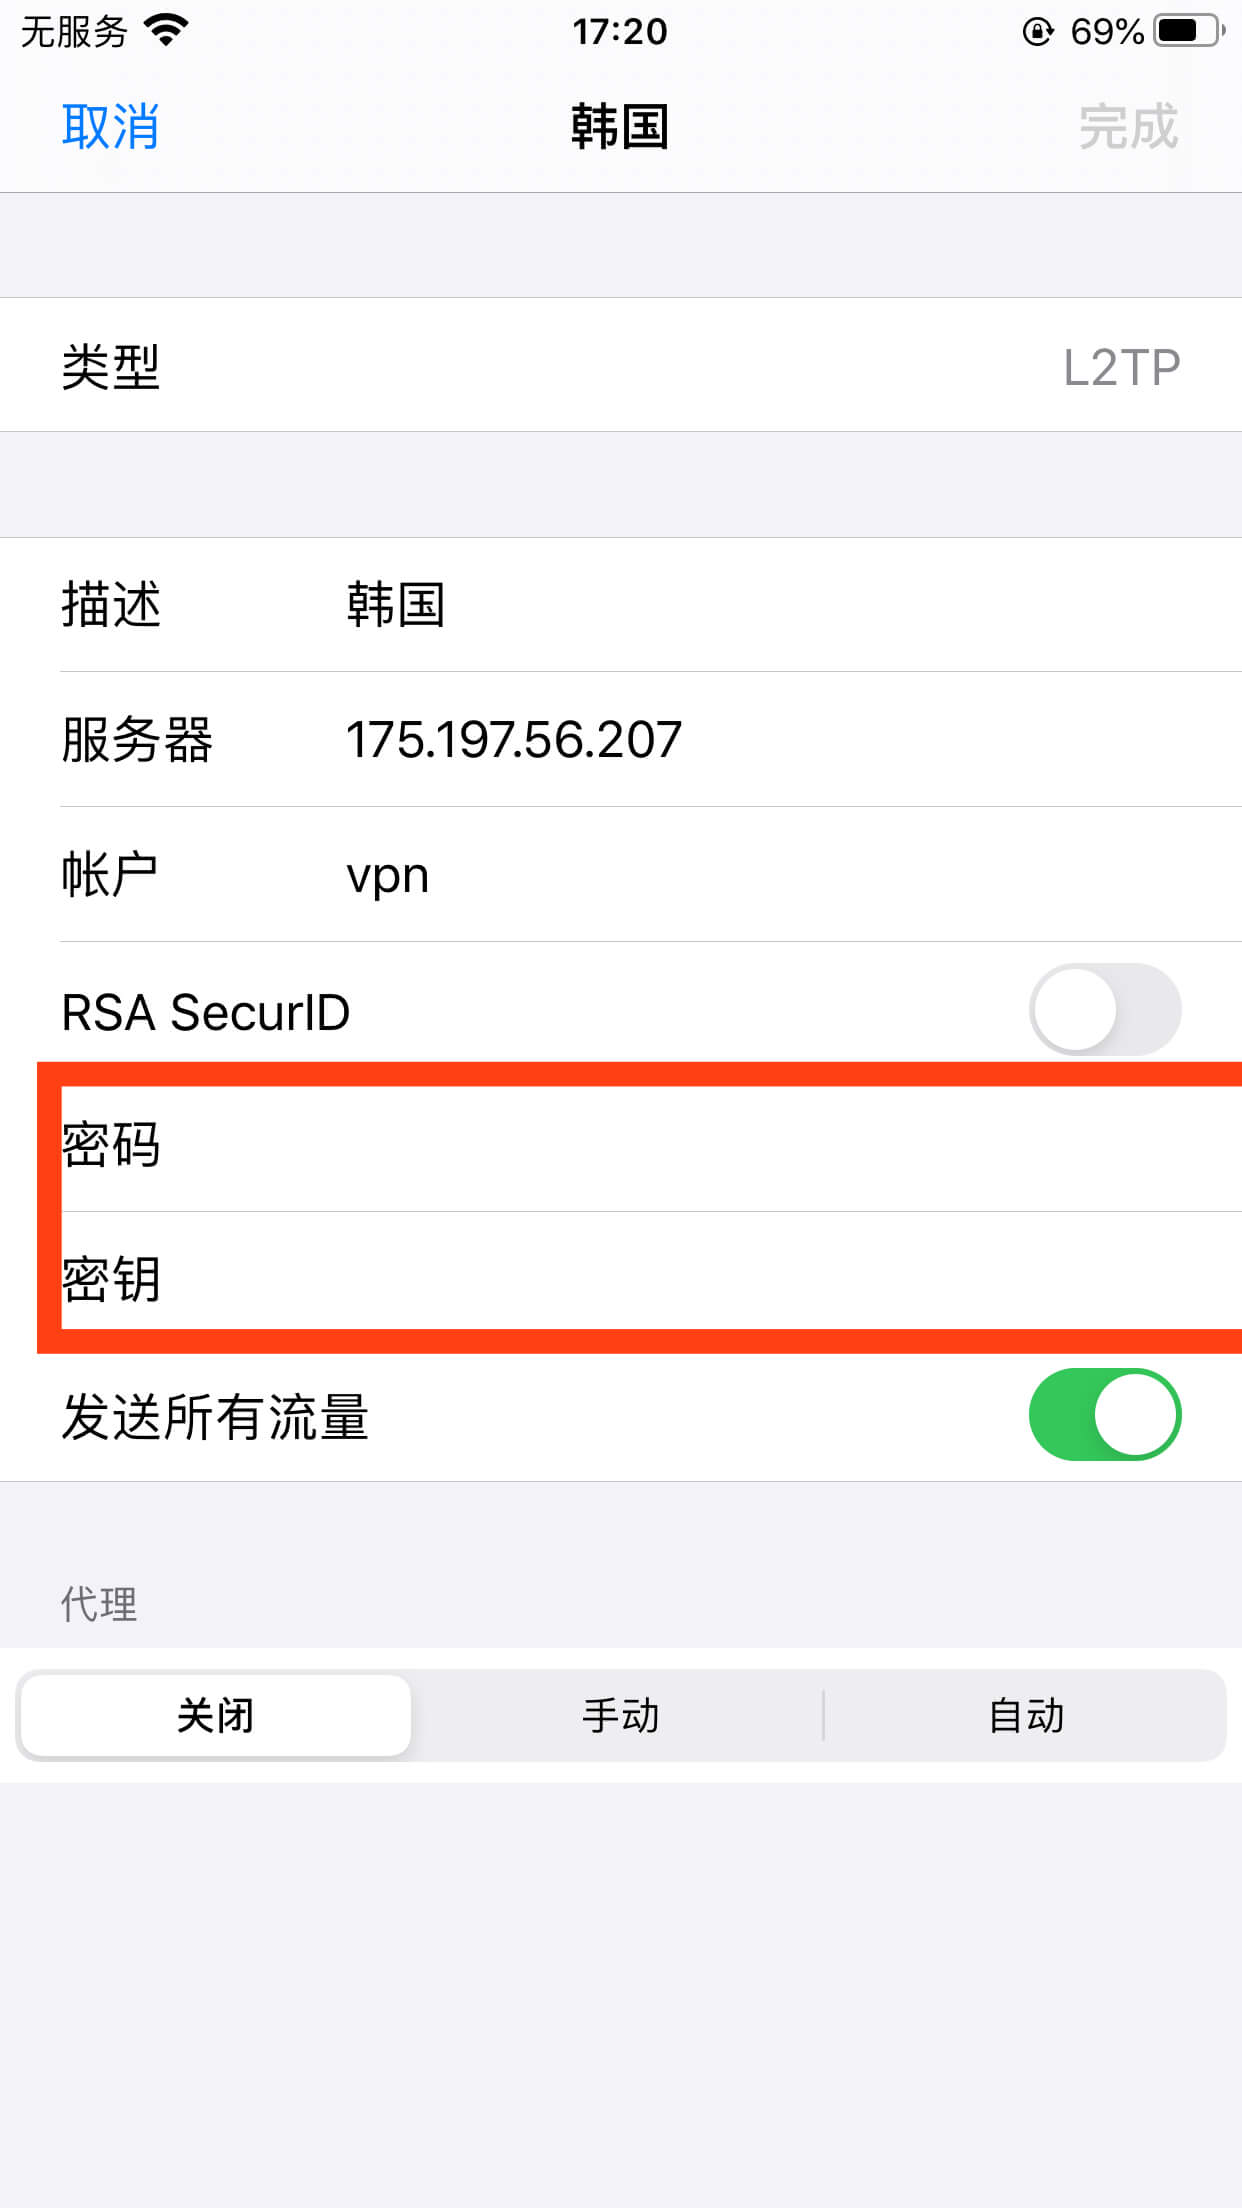 无服务 17:20 69%
取消 韩国 完成
类型 L2TP
描述 韩国
服务器 175.197.56.207
帐户 vpn
RSA SecurID
密码
密钥
发送所有流量
代理
关闭 手动 自动